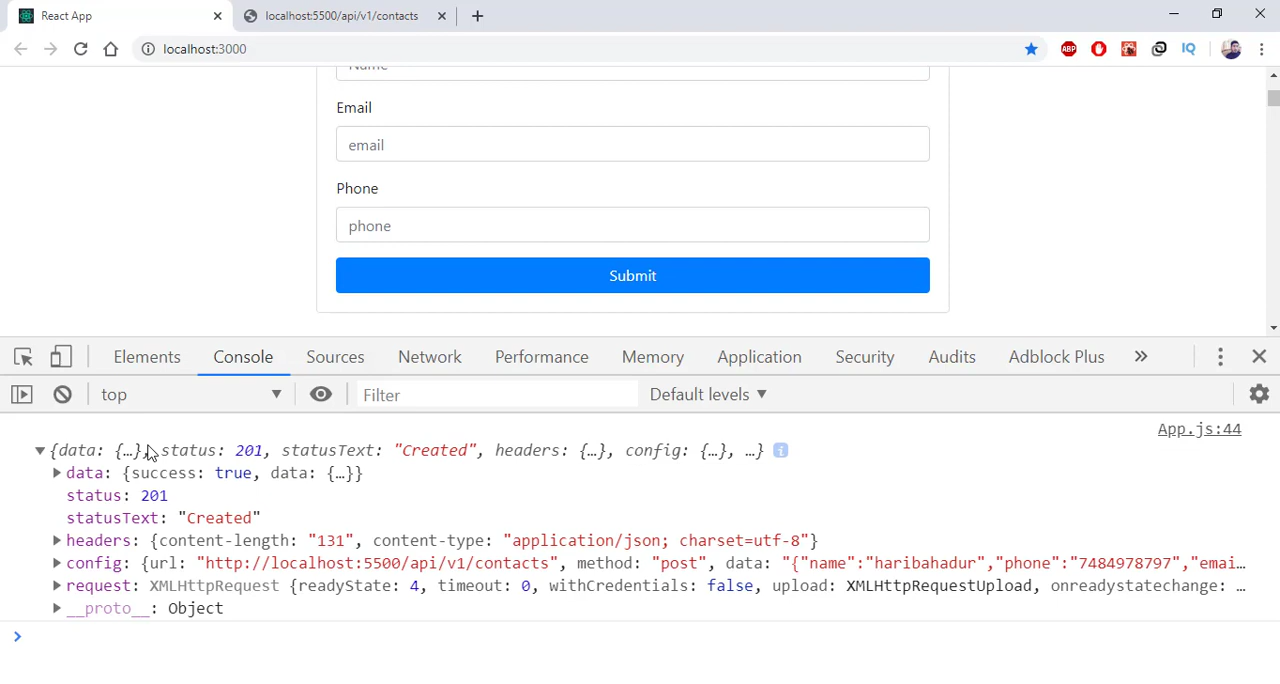 React App
localhost:5500/api/v1/contacts
localhost:3000
ABP
IQ
Name
Email
email
Phone
phone
Submit
Elements Console Sources Network Performance Memory Application Security Audits Adblock Plus »
top Filter Default levels
App.js:44
{data: {…}, status: 201, statusText: "Created", headers: {…}, config: {…}, …}
data: {success: true, data: {…}}
status: 201
statusText: "Created"
headers: {content-length: "131", content-type: "application/json; charset=utf-8"}
config: {url: "http://localhost:5500/api/v1/contacts", method: "post", data: "{"name":"haribahadur","phone":"7484978797","emai…
request: XMLHttpRequest {readyState: 4, timeout: 0, withCredentials: false, upload: XMLHttpRequestUpload, onreadystatechange: …
__proto__: Object